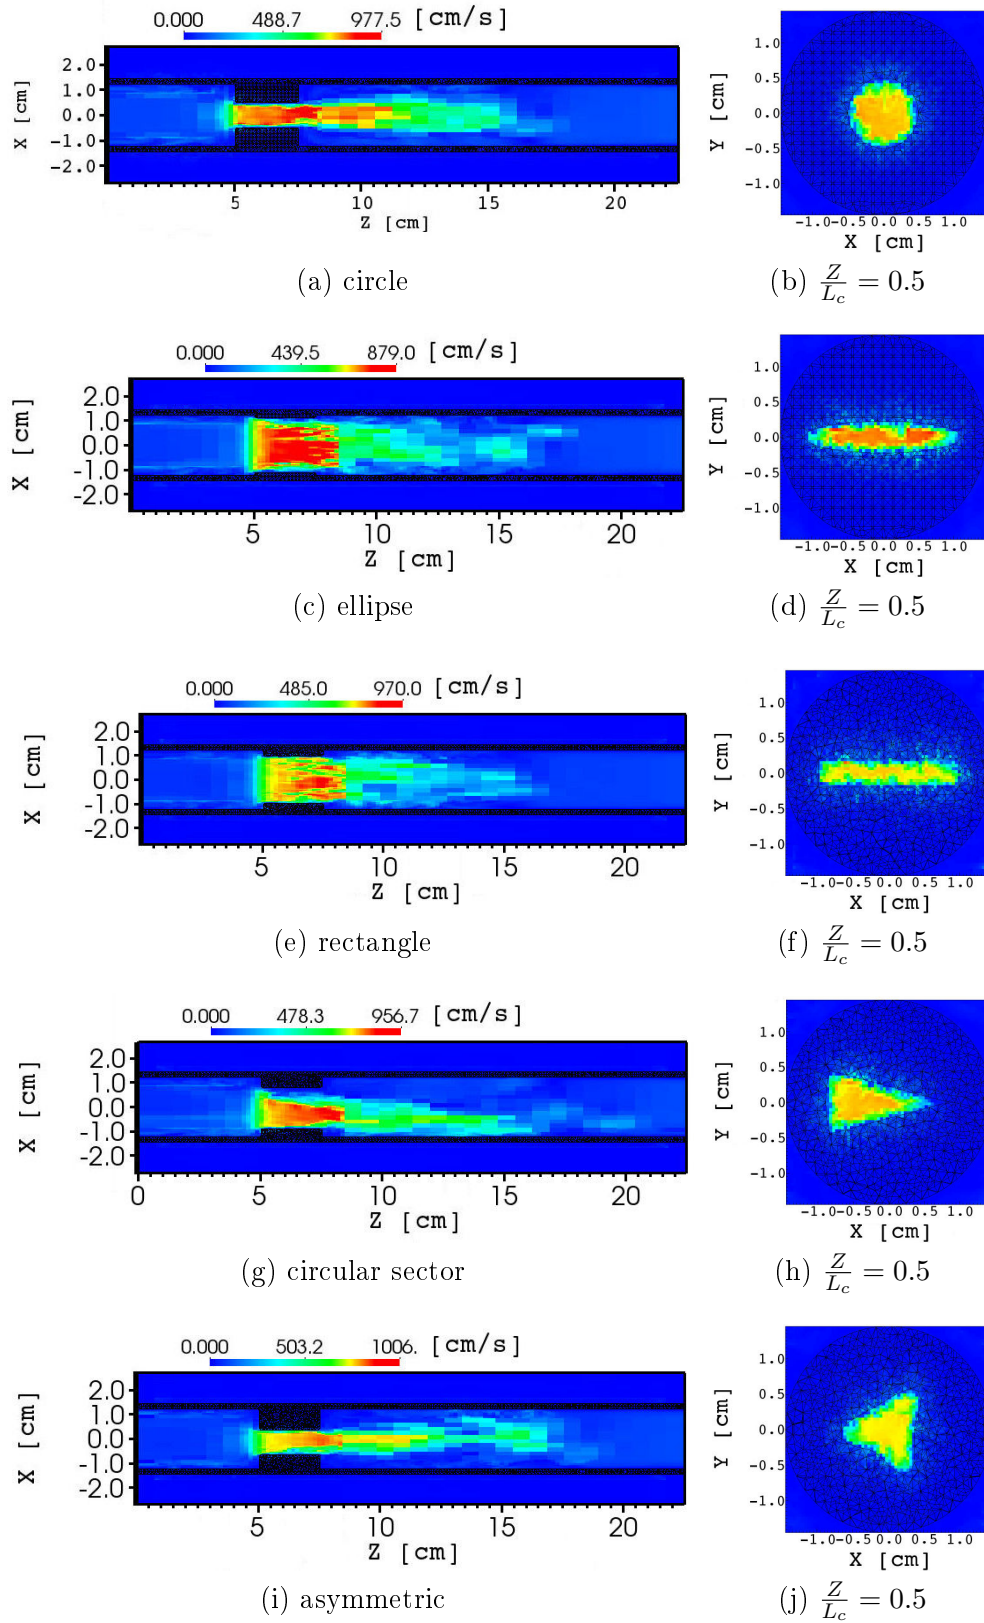 0.000 488.7 977.5 [cm/s]
X [cm]
2.0
1.0
0.0
-1.0
-2.0
5 10 15 20
Z [cm]
Y [cm]
1.0
0.5
0.0
-0.5
-1.0
-1.0 -0.5 0.0 0.5 1.0
X [cm]
(a) circle
(b) Z/L_c = 0.5
0.000 439.5 879.0 [cm/s]
X [cm]
2.0
1.0
0.0
-1.0
-2.0
5 10 15 20
Z [cm]
Y [cm]
1.0
0.5
0.0
-0.5
-1.0
-1.0 -0.5 0.0 0.5 1.0
X [cm]
(c) ellipse
(d) Z/L_c = 0.5
0.000 485.0 970.0 [cm/s]
X [cm]
2.0
1.0
0.0
-1.0
-2.0
5 10 15 20
Z [cm]
Y [cm]
1.0
0.5
0.0
-0.5
-1.0
-1.0 -0.5 0.0 0.5 1.0
X [cm]
(e) rectangle
(f) Z/L_c = 0.5
0.000 478.3 956.7 [cm/s]
X [cm]
2.0
1.0
0.0
-1.0
-2.0
0 5 10 15 20
Z [cm]
Y [cm]
1.0
0.5
0.0
-0.5
-1.0
-1.0 -0.5 0.0 0.5 1.0
X [cm]
(g) circular sector
(h) Z/L_c = 0.5
0.000 503.2 1006. [cm/s]
X [cm]
2.0
1.0
0.0
-1.0
-2.0
5 10 15 20
Z [cm]
Y [cm]
1.0
0.5
0.0
-0.5
-1.0
-1.0 -0.5 0.0 0.5 1.0
X [cm]
(i) asymmetric
(j) Z/L_c = 0.5